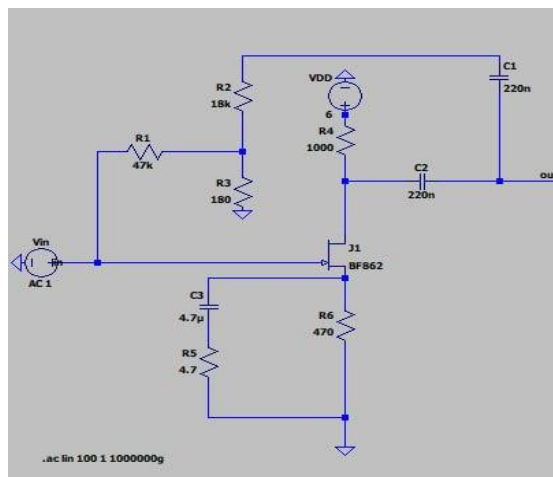 C1
220n
R2
18k
VDD
6
R4
1000
R1
47k
C2
220n
R3
180
ou
Vin
in
AC 1
J1
BF862
C3
4.7µ
R6
470
R5
4.7
.ac lin 100 1 1000000g